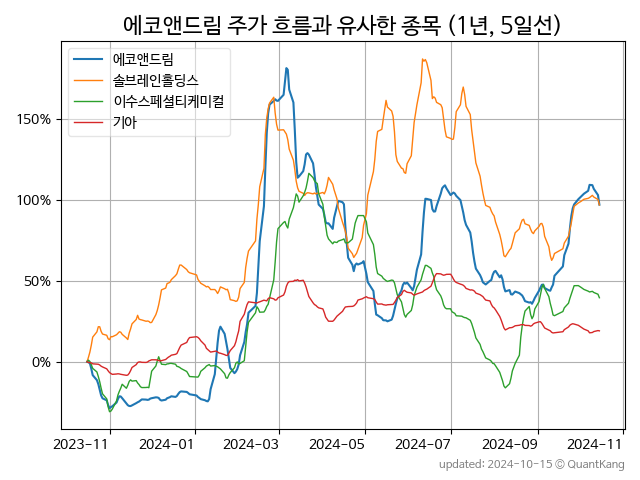 에코앤드림 주가 흐름과 유사한 종목 (1년, 5일선)
에코앤드림
솔브레인홀딩스
이수스페셜티케미컬
기아
150%
100%
50%
0%
2023-11 2024-01 2024-03 2024-05 2024-07 2024-09 2024-11
updated: 2024-10-15 © QuantKang